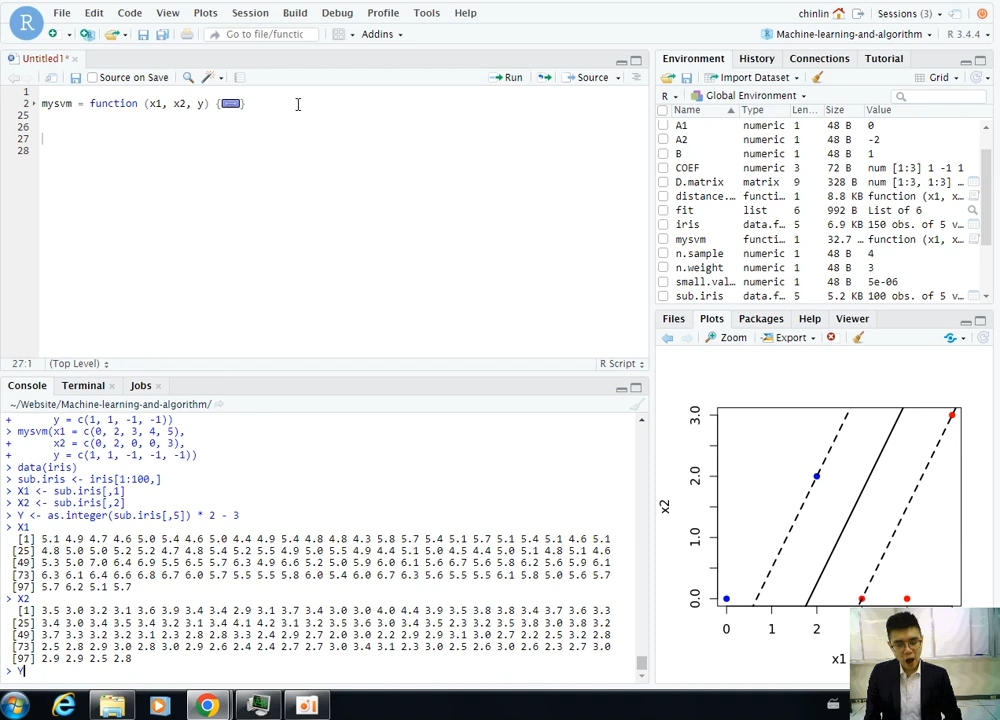 File Edit Code View Plots Session Build Debug Profile Tools Help
chinlin Sessions (3)
Go to file/functic Addins
Machine-learning-and-algorithm R 3.4.4
Untitled1*
Source on Save Run Source
1
2 mysvm = function (x1, x2, y) {
25
26
27
28
27:1 (Top Level) R Script
Console Terminal Jobs
~/Website/Machine-learning-and-algorithm/
+ y = c(1, 1, -1, -1))
> mysvm(x1 = c(0, 2, 3, 4, 5),
+ x2 = c(0, 2, 0, 0, 3),
+ y = c(1, 1, -1, -1, -1))
> data(iris)
> sub.iris <- iris[1:100,]
> X1 <- sub.iris[,1]
> X2 <- sub.iris[,2]
> Y <- as.integer(sub.iris[,5]) * 2 - 3
> X1
[1] 5.1 4.9 4.7 4.6 5.0 5.4 4.6 5.0 4.4 4.9 5.4 4.8 4.8 4.3 5.8 5.7 5.4 5.1 5.7 5.1 5.4 5.1 4.6 5.1
[25] 4.8 5.0 5.0 5.2 5.2 4.7 4.8 5.4 5.2 5.5 4.9 5.0 5.5 4.9 4.4 5.1 5.0 4.5 4.4 5.0 5.1 4.8 5.1 4.6
[49] 5.3 5.0 7.0 6.4 6.9 5.5 6.5 5.7 6.3 4.9 6.6 5.2 5.0 5.9 6.0 6.1 5.6 6.7 5.6 5.8 6.2 5.6 5.9 6.1
[73] 6.3 6.1 6.4 6.6 6.8 6.7 6.0 5.7 5.5 5.5 5.8 6.0 5.4 6.0 6.7 6.3 5.6 5.5 5.5 6.1 5.8 5.0 5.6 5.7
[97] 5.7 6.2 5.1 5.7
> X2
[1] 3.5 3.0 3.2 3.1 3.6 3.9 3.4 3.4 2.9 3.1 3.7 3.4 3.0 3.0 4.0 4.4 3.9 3.5 3.8 3.8 3.4 3.7 3.6 3.3
[25] 3.4 3.0 3.4 3.5 3.4 3.2 3.1 3.4 4.1 4.2 3.1 3.2 3.5 3.6 3.0 3.4 3.5 2.3 3.2 3.5 3.8 3.0 3.8 3.2
[49] 3.7 3.3 3.2 3.2 3.1 2.3 2.8 2.8 3.3 2.4 2.9 2.7 2.0 3.0 2.2 2.9 2.9 3.1 3.0 2.7 2.2 2.5 3.2 2.8
[73] 2.5 2.8 2.9 3.0 2.8 3.0 2.9 2.6 2.4 2.4 2.7 2.7 3.0 3.4 3.1 2.3 3.0 2.5 2.6 3.0 2.6 2.3 2.7 3.0
[97] 2.9 2.9 2.5 2.8
> Y
Environment History Connections Tutorial
Import Dataset Grid
R Global Environment
Name Type Len... Size Value
A1 numeric 1 48 B 0
A2 numeric 1 48 B -2
B numeric 1 48 B 1
COEF numeric 3 72 B num [1:3] 1 -1 1
D.matrix matrix 9 328 B num [1:3, 1:3] …
distance.… functi… 1 8.8 KB function (x1, x…
fit list 6 992 B List of 6
iris data.f… 5 6.9 KB 150 obs. of 5 v…
mysvm functi… 1 32.7 … function (x1, x…
n.sample numeric 1 48 B 4
n.weight numeric 1 48 B 3
small.val… numeric 1 48 B 5e-06
sub.iris data.f… 5 5.2 KB 100 obs. of 5 v…
Files Plots Packages Help Viewer
Zoom Export
3.0
2.0
1.0
0.0
x2
0 1 2
x1